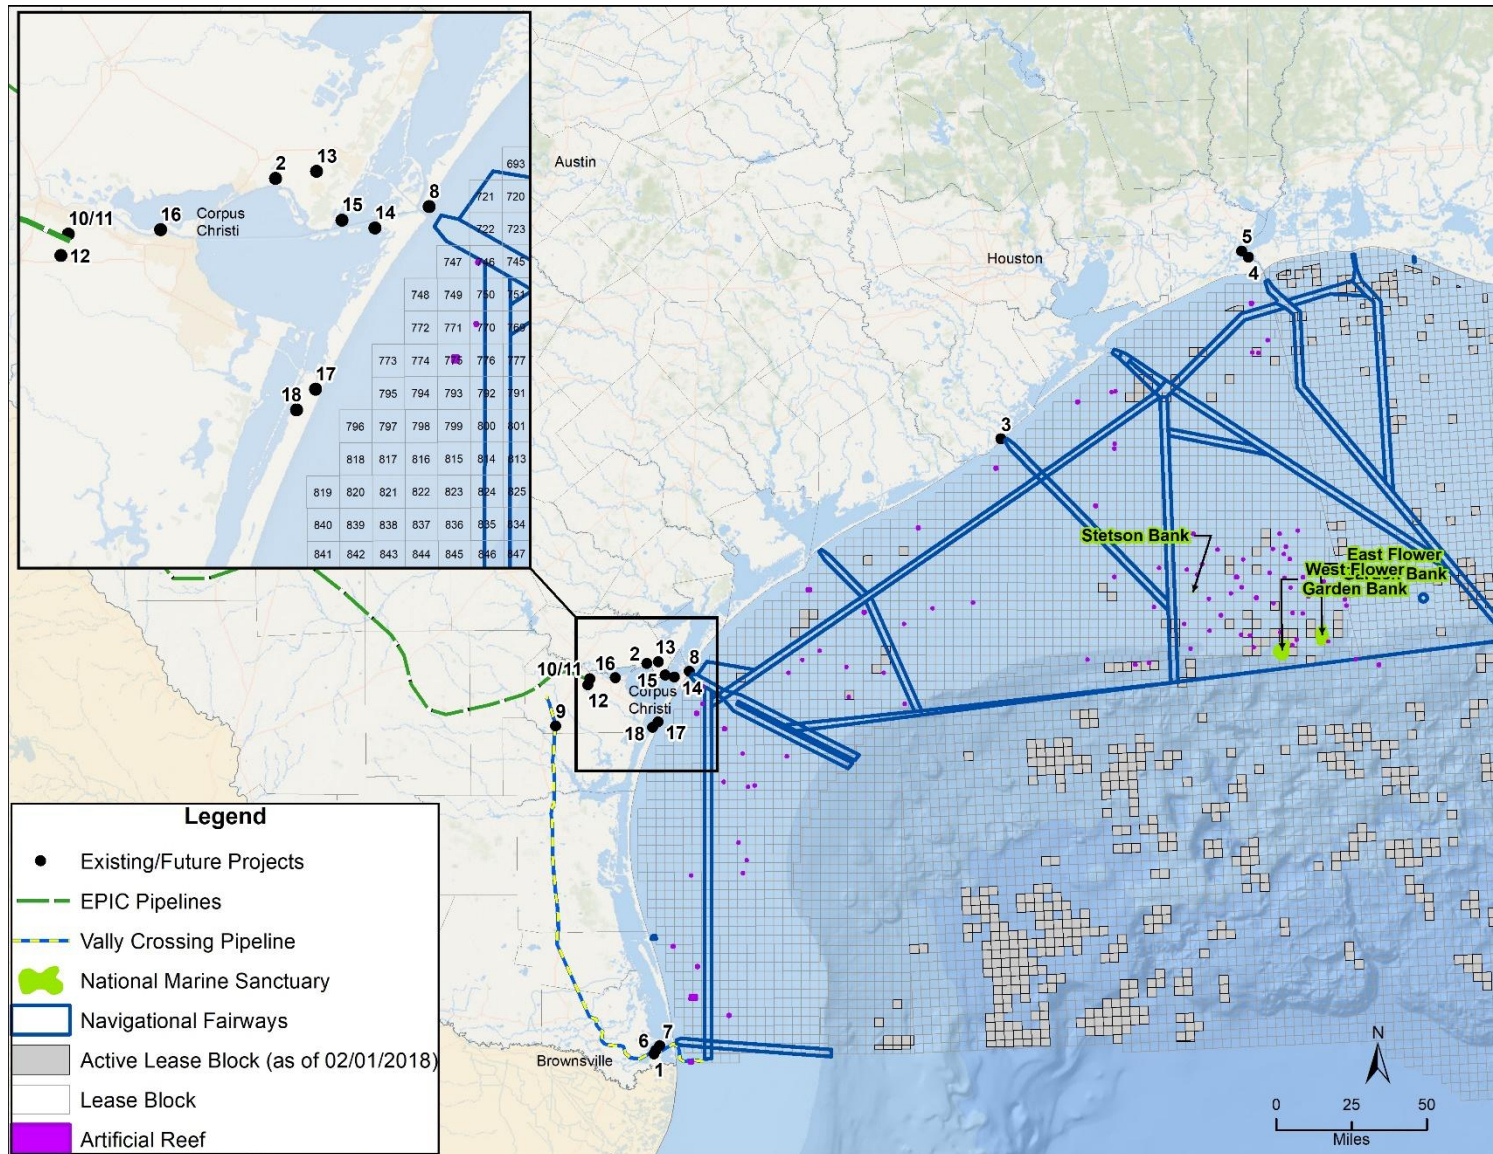 693
721 720
722 723
747 746 745
748 749 750 751
772 771 770 769
773 774 775 776 777
795 794 793 792 791
796 797 798 799 800 801
818 817 816 815 814 813
819 820 821 822 823 824 825
840 839 838 837 836 835 834
841 842 843 844 845 846 847
2
13
8
15
14
10/11
16
Corpus
Christi
12
17
18
Austin
Houston
5
4
3
Stetson Bank
East Flower
Garden Bank
West Flower
Garden Bank
2
13
8
10/11
16
15
14
12
Corpus
Christi
9
18
17
6
7
1
Brownsville
Legend
Existing/Future Projects
EPIC Pipelines
Vally Crossing Pipeline
National Marine Sanctuary
Navigational Fairways
Active Lease Block (as of 02/01/2018)
Lease Block
Artificial Reef
N
0 25 50
Miles